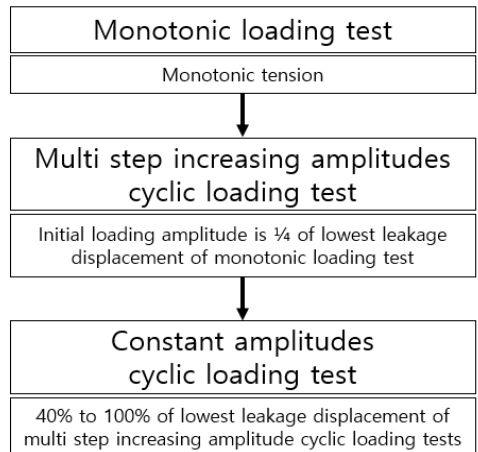 Monotonic loading test
Monotonic tension
Multi step increasing amplitudes
cyclic loading test
Initial loading amplitude is ¼ of lowest leakage
displacement of monotonic loading test
Constant amplitudes
cyclic loading test
40% to 100% of lowest leakage displacement of
multi step increasing amplitude cyclic loading tests